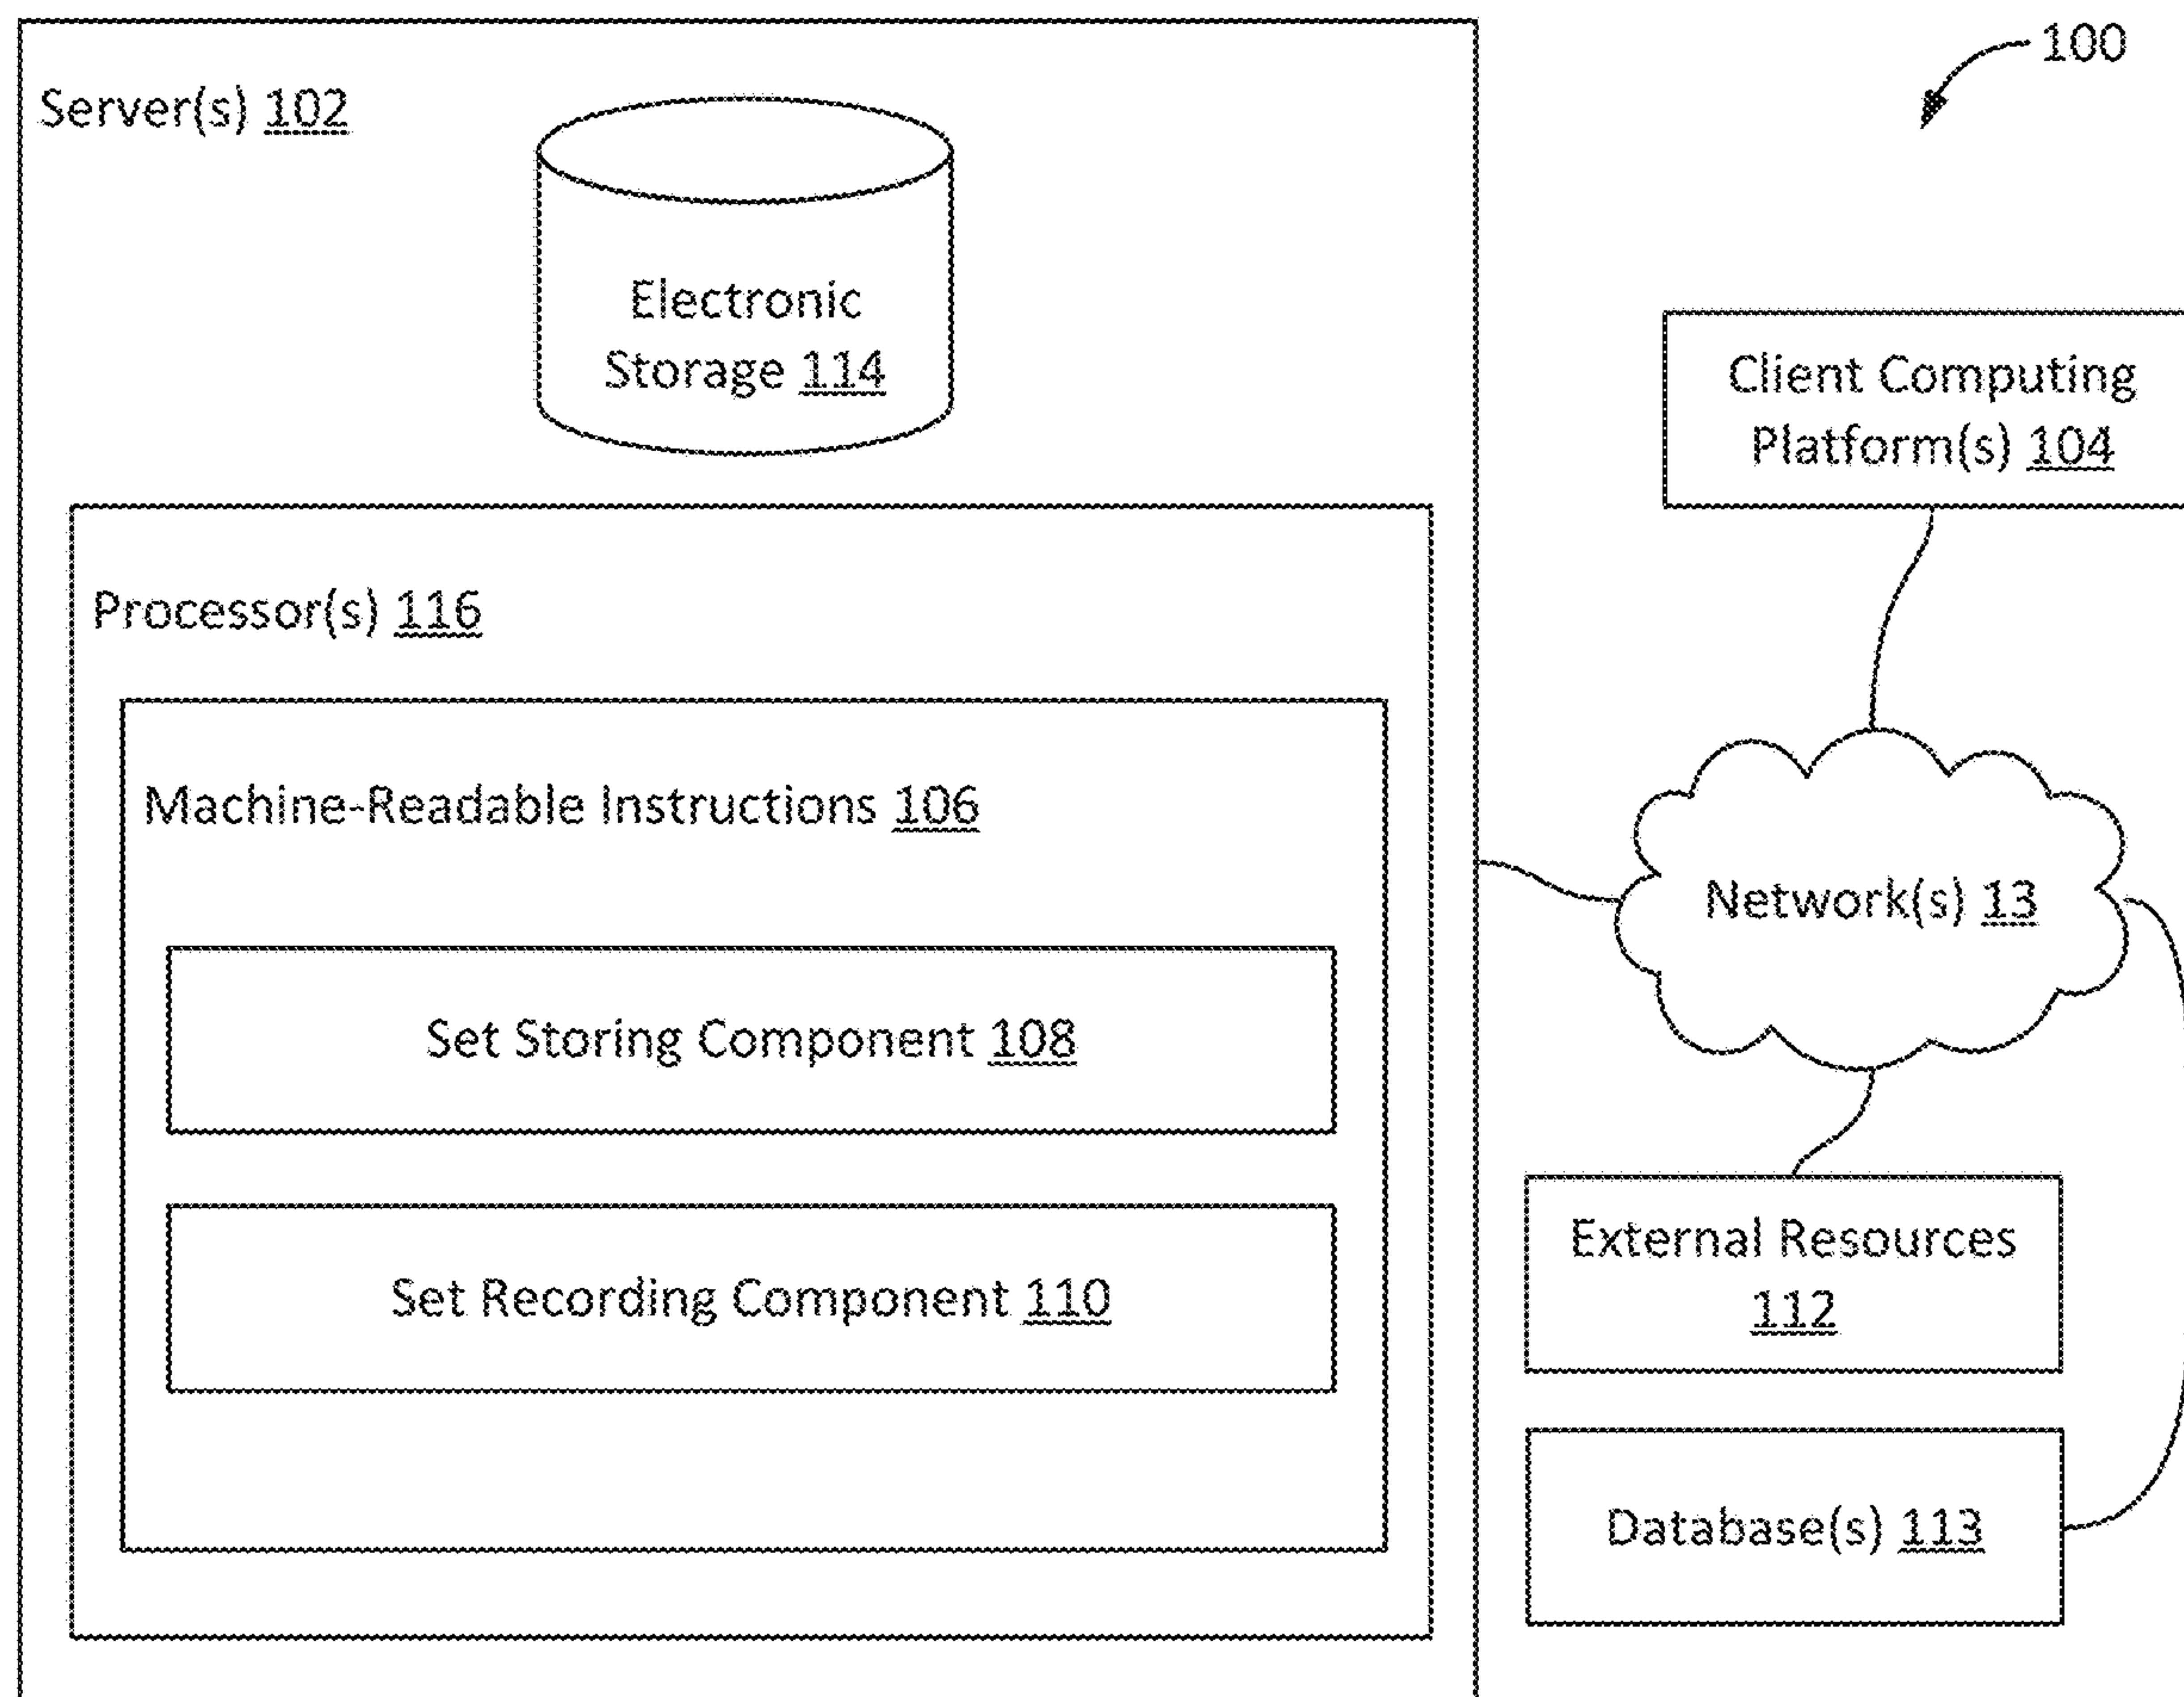 100
Server(s) 102
Electronic
Storage 114
Client Computing
Platform(s) 104
Processor(s) 116
Machine-Readable Instructions 106
Network(s) 13
Set Storing Component 108
External Resources
112
Set Recording Component 110
Database(s) 113